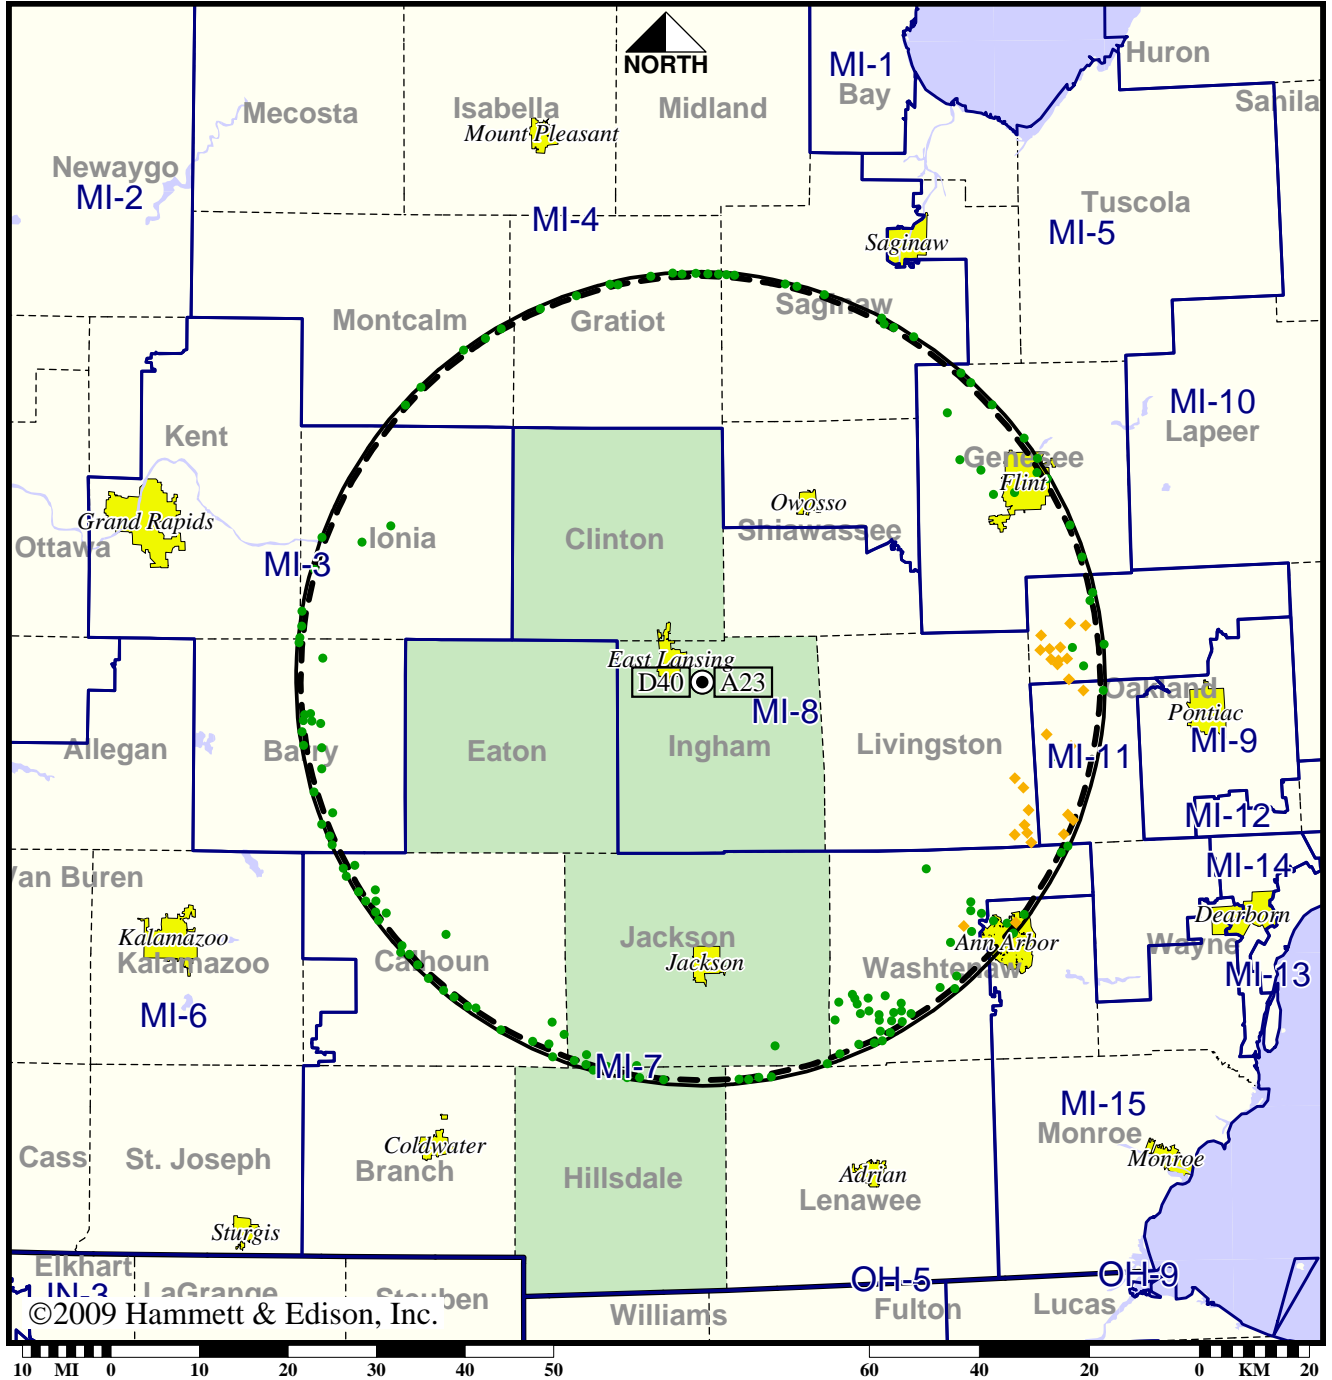 NORTH
Huron
MI-1
Bay
Sanila
Mecosta
Isabella
Midland
Mount Pleasant
Newaygo
MI-2
MI-4
Tuscola
MI-5
Saginaw
Saginaw
Montcalm
Gratiot
MI-10
Lapeer
Kent
Genesee
Flint
Grand Rapids
Owosso
Shiawassee
Ottawa
Ionia
Clinton
MI-3
East Lansing
D40
A23
Oakland
Pontiac
MI-8
MI-9
Allegan
Barry
Eaton
Ingham
Livingston
MI-11
MI-12
MI-14
Van Buren
Dearborn
Kalamazoo
Kalamazoo
Calhoun
Jackson
Jackson
Ann Arbor
Washtenaw
Wayne
MI-13
MI-6
MI-7
MI-15
Monroe
Monroe
Cass
St. Joseph
Coldwater
Branch
Hillsdale
Adrian
Lenawee
Sturgis
Elkhart
IN-3
LaGrange
Steuben
OH-5
OH-9
Williams
Fulton
Lucas
©2009 Hammett & Edison, Inc.
10 MI 0 10 20 30 40 50 60 40 20 0 KM 20